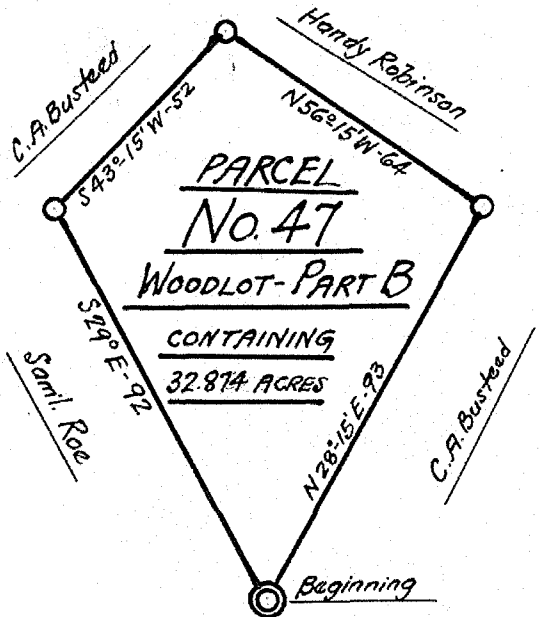 C.A. Busteed
Handy Robinson
S43°-15'W-52
N56°15'W-64
PARCEL
No. 47
WOODLOT-PART B
CONTAINING
32.874 ACRES
S29°E-92
Saml. Roe
N28°-15'E-93
C.A. Busteed
Beginning